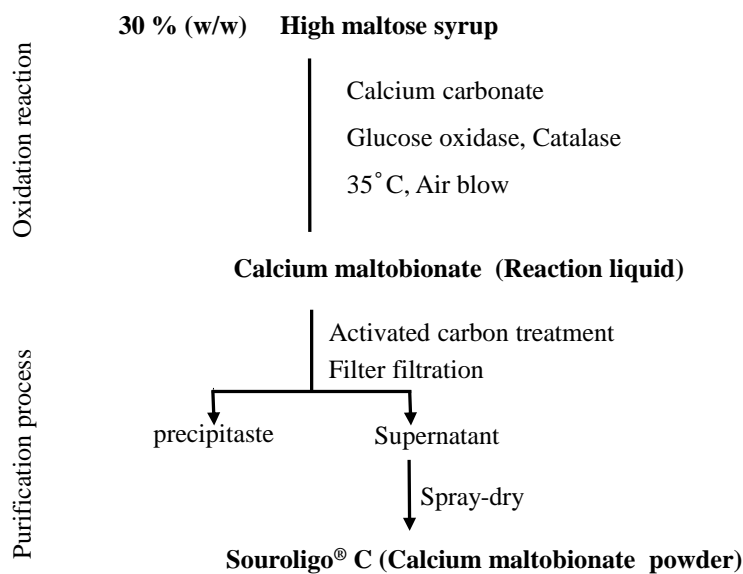 30 % (w/w) High maltose syrup
Oxidation reaction
Calcium carbonate
Glucose oxidase, Catalase
35˚C, Air blow
Calcium maltobionate (Reaction liquid)
Purification process
Activated carbon treatment
Filter filtration
precipitaste
Supernatant
Spray-dry
Souroligo® C (Calcium maltobionate powder)